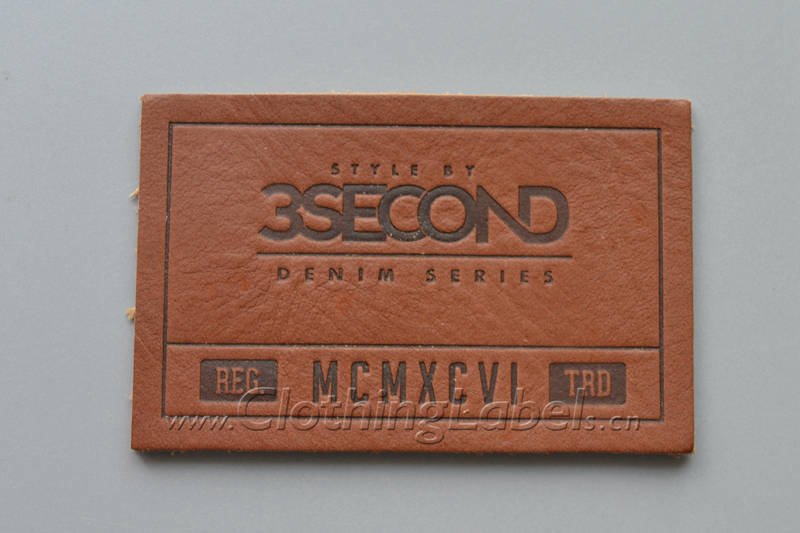 STYLE BY
3SECOND
DENIM SERIES
REG MCMXCVI TRD
www.ClothingLabels.cn